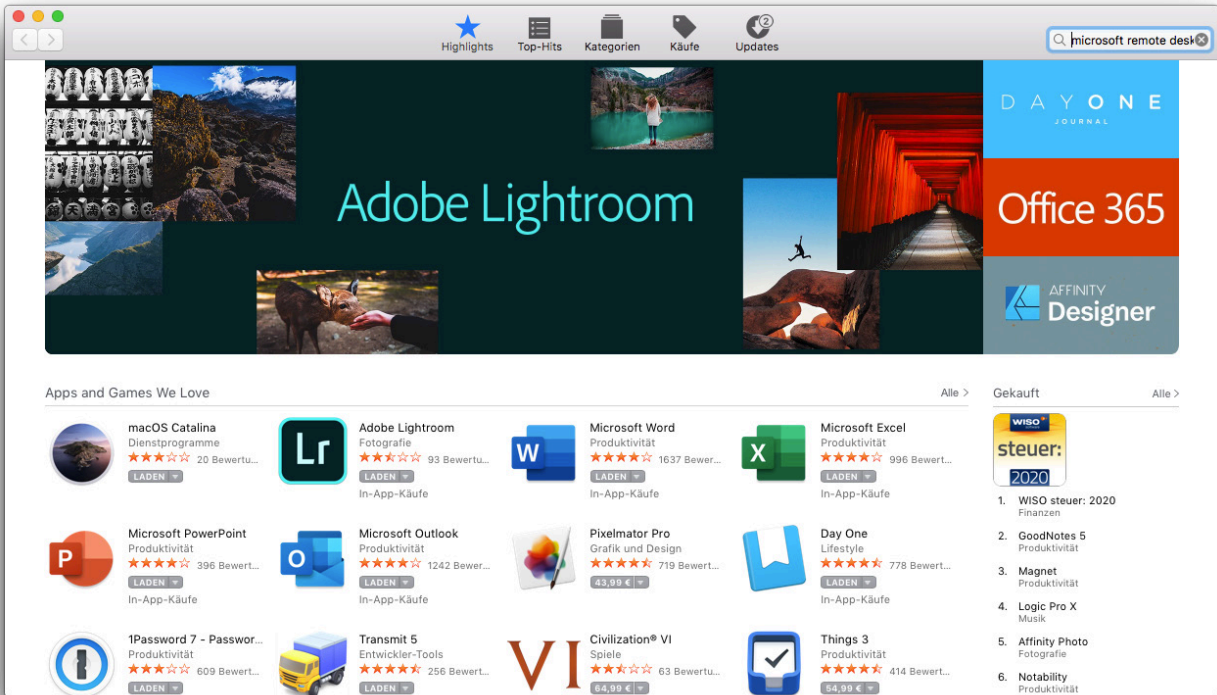 Highlights
Top-Hits
Kategorien
Käufe
2
Updates
microsoft remote desk
Adobe Lightroom
DAY ONE
JOURNAL
Office 365
AFFINITY
Designer
Apps and Games We Love
Alle >
macOS Catalina
Dienstprogramme
20 Bewertu...
LADEN
Lr
Adobe Lightroom
Fotografie
93 Bewertu...
LADEN
In-App-Käufe
W
Microsoft Word
Produktivität
1637 Bewer...
LADEN
In-App-Käufe
X
Microsoft Excel
Produktivität
996 Bewert...
LADEN
In-App-Käufe
P
Microsoft PowerPoint
Produktivität
396 Bewert...
LADEN
In-App-Käufe
O
Microsoft Outlook
Produktivität
1242 Bewer...
LADEN
In-App-Käufe
Pixelmator Pro
Grafik und Design
719 Bewert...
43,99 €
Day One
Lifestyle
778 Bewert...
LADEN
In-App-Käufe
1Password 7 - Passwor...
Produktivität
609 Bewert...
LADEN
Transmit 5
Entwickler-Tools
256 Bewert...
LADEN
VI
Civilization® VI
Spiele
63 Bewertu...
64,99 €
Things 3
Produktivität
414 Bewert...
54,99 €
Gekauft
Alle >
WISO
steuer:
2020
1. WISO steuer: 2020
Finanzen
2. GoodNotes 5
Produktivität
3. Magnet
Produktivität
4. Logic Pro X
Musik
5. Affinity Photo
Fotografie
6. Notability
Produktivität